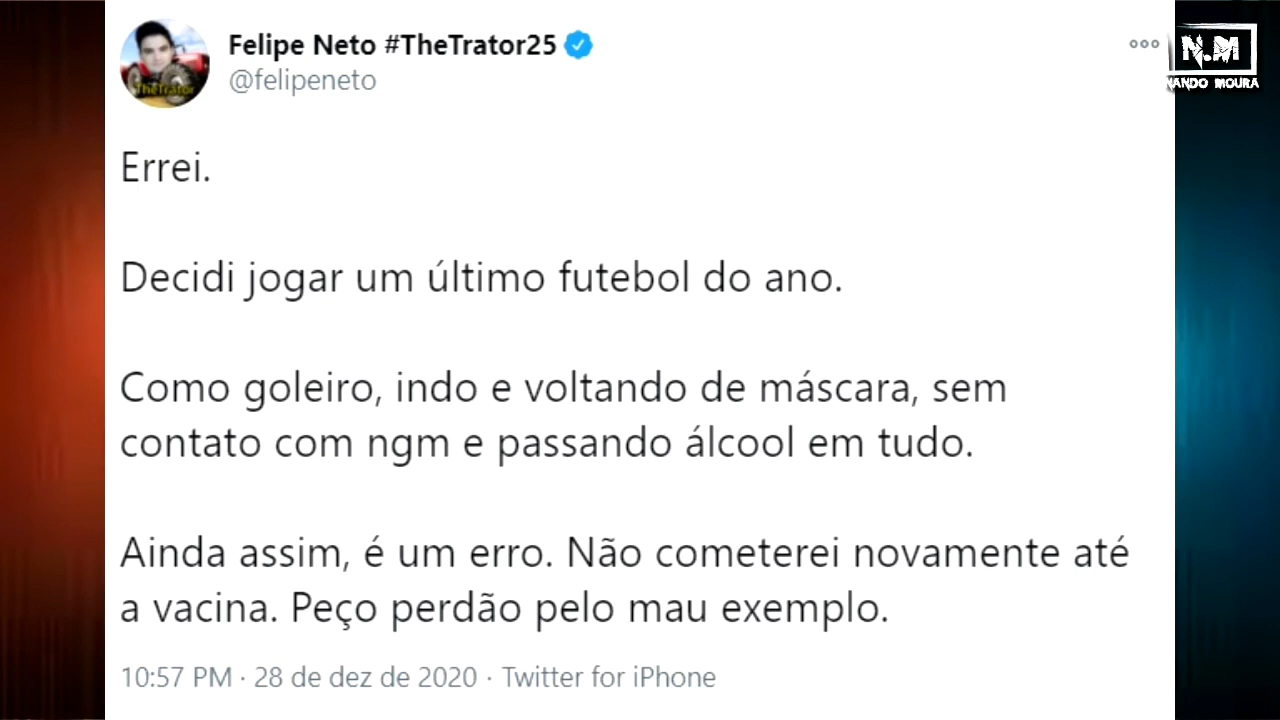 Felipe Neto #TheTrator25
@felipeneto
N.M
NANDO MOURA
TheTrator
Errei.
Decidi jogar um último futebol do ano.
Como goleiro, indo e voltando de máscara, sem
contato com ngm e passando álcool em tudo.
Ainda assim, é um erro. Não cometerei novamente até
a vacina. Peço perdão pelo mau exemplo.
10:57 PM · 28 de dez de 2020 · Twitter for iPhone